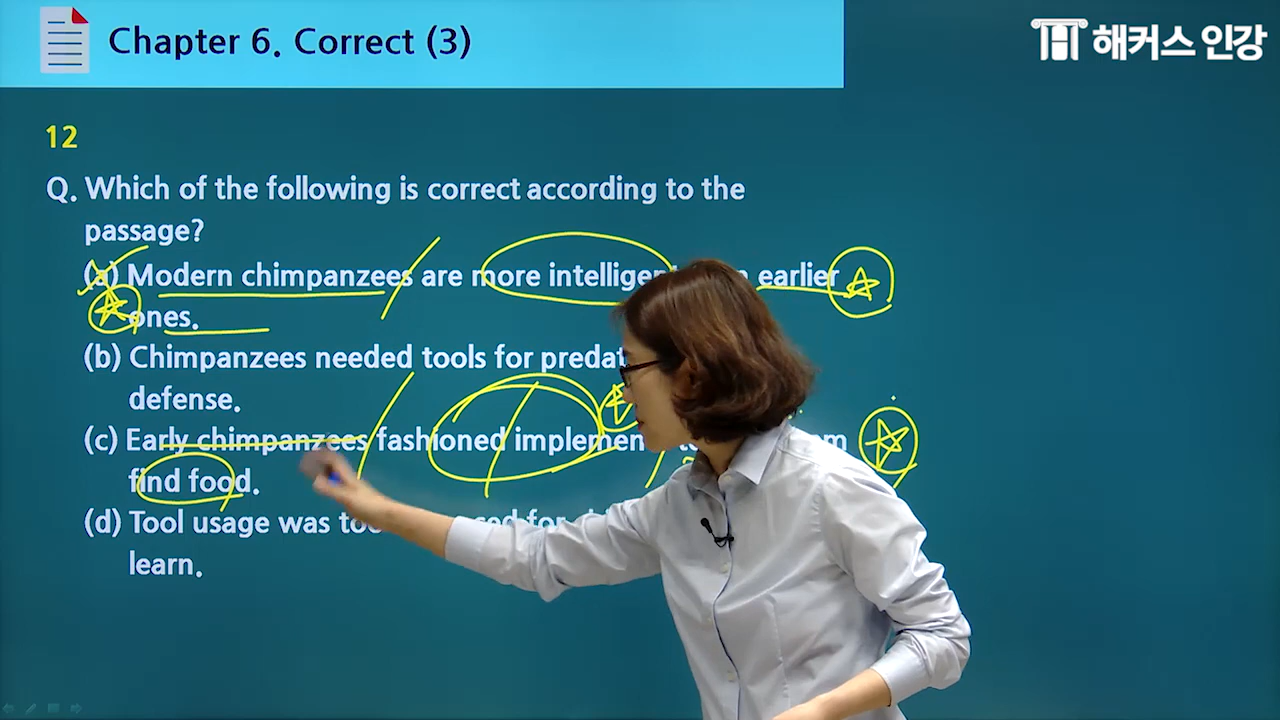 Chapter 6. Correct (3)
해커스 인강
12
Q. Which of the following is correct according to the
passage?
(a) Modern chimpanzees are more intelligent earlier
ones.
(b) Chimpanzees needed tools for
defense.
(c) Early chimpanzees fashioned
find food.
(d) Tool usage was
learn.